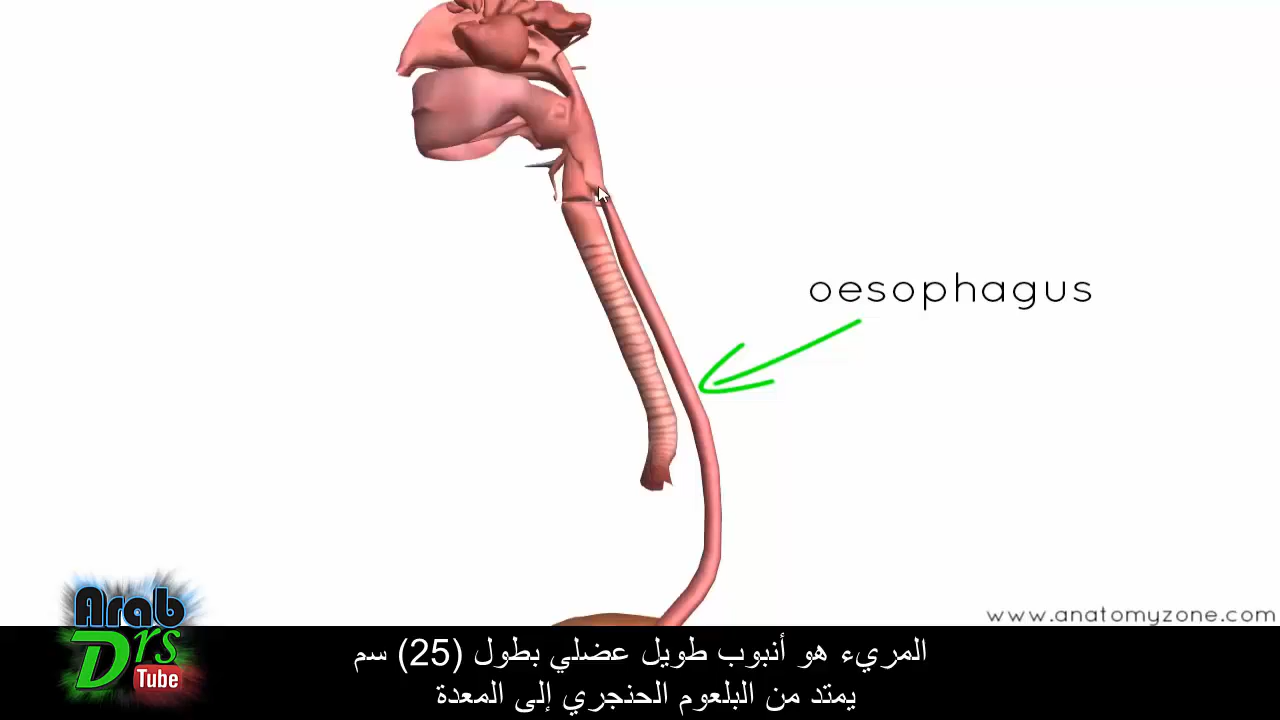 oesophagus
www.anatomyzone.com
Arab
Drs
Tube
المريء هو أنبوب طويل عضلي بطول (25) سم
يمتد من البلعوم الحنجري إلى المعدة